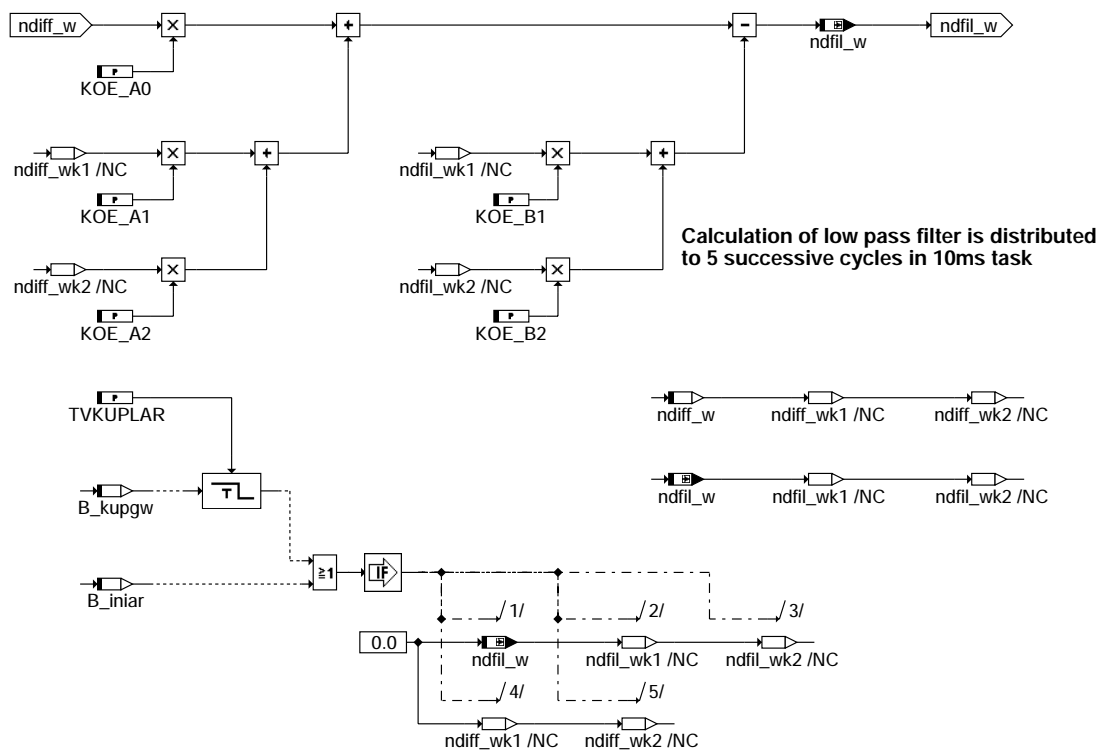 ndiff_w
ndfil_w
ndfil_w
KOE_A0
P
ndiff_wk1 /NC
ndfil_wk1 /NC
P
P
KOE_A1
KOE_B1
Calculation of low pass filter is distributed
to 5 successive cycles in 10ms task
ndiff_wk2 /NC
ndfil_wk2 /NC
P
P
KOE_A2
KOE_B2
P
TVKUPLAR
ndiff_w
ndiff_wk1 /NC
ndiff_wk2 /NC
T
B_kupgw
ndfil_w
ndfil_wk1 /NC
ndfil_wk2 /NC
≥1
IF
B_iniar
/1/
/2/
/3/
0.0
ndfil_w
ndfil_wk1 /NC
ndfil_wk2 /NC
/4/
/5/
ndiff_wk1 /NC
ndiff_wk2 /NC